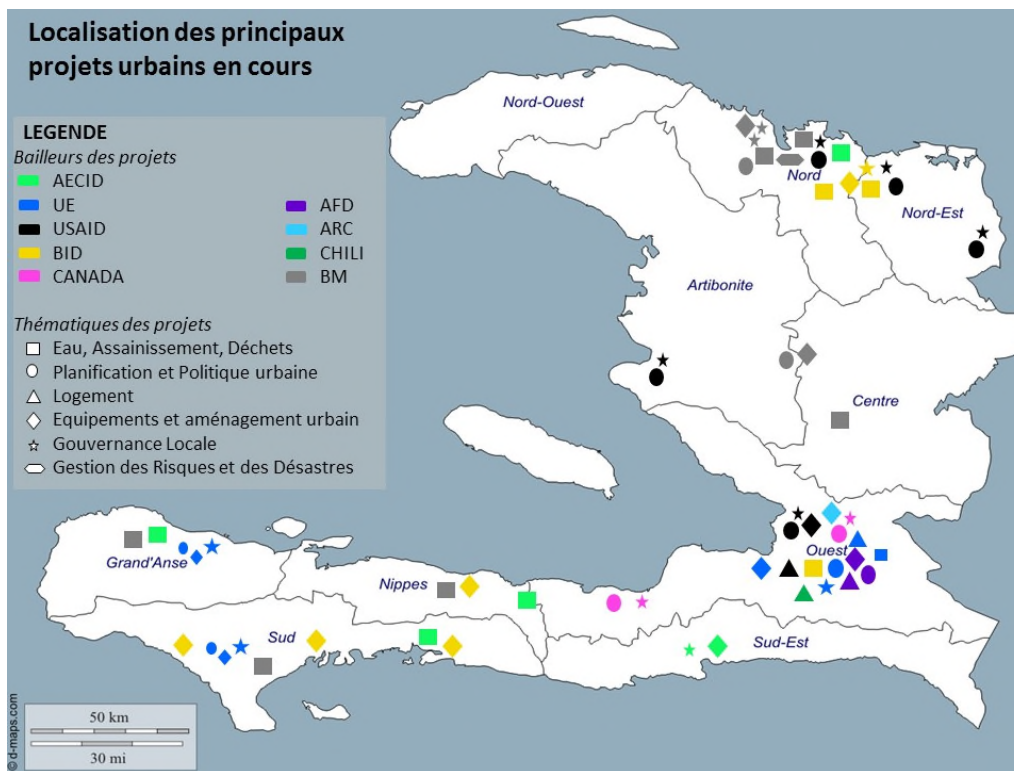 Localisation des principaux
projets urbains en cours
LEGENDE
Bailleurs des projets
AECID
UE
AFD
USAID
ARC
BID
CHILI
CANADA
BM
Thématiques des projets
Eau, Assainissement, Déchets
Planification et Politique urbaine
Logement
Equipements et aménagement urbain
Gouvernance Locale
Gestion des Risques et des Désastres
Nord-Ouest
Nord
Nord-Est
Artibonite
Centre
Ouest
Grand'Anse
Nippes
Sud
Sud-Est
50 km
30 mi
© d-maps.com